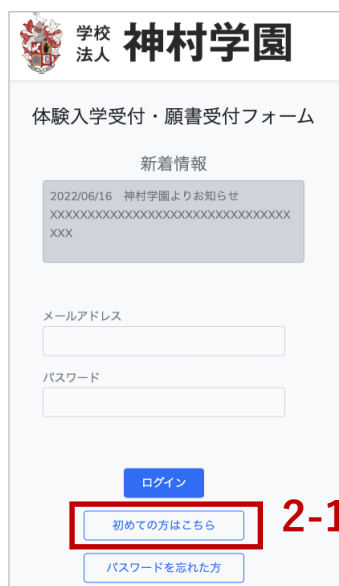 学校
法人 神村学園
体験入学受付・願書受付フォーム
新着情報
2022/06/16 神村学園よりお知らせ
XXXXXXXXXXXXXXXXXXXXXXXXXXXXXXXX
XXX
メールアドレス
パスワード
ログイン
初めての方はこちら
2-1
パスワードを忘れた方